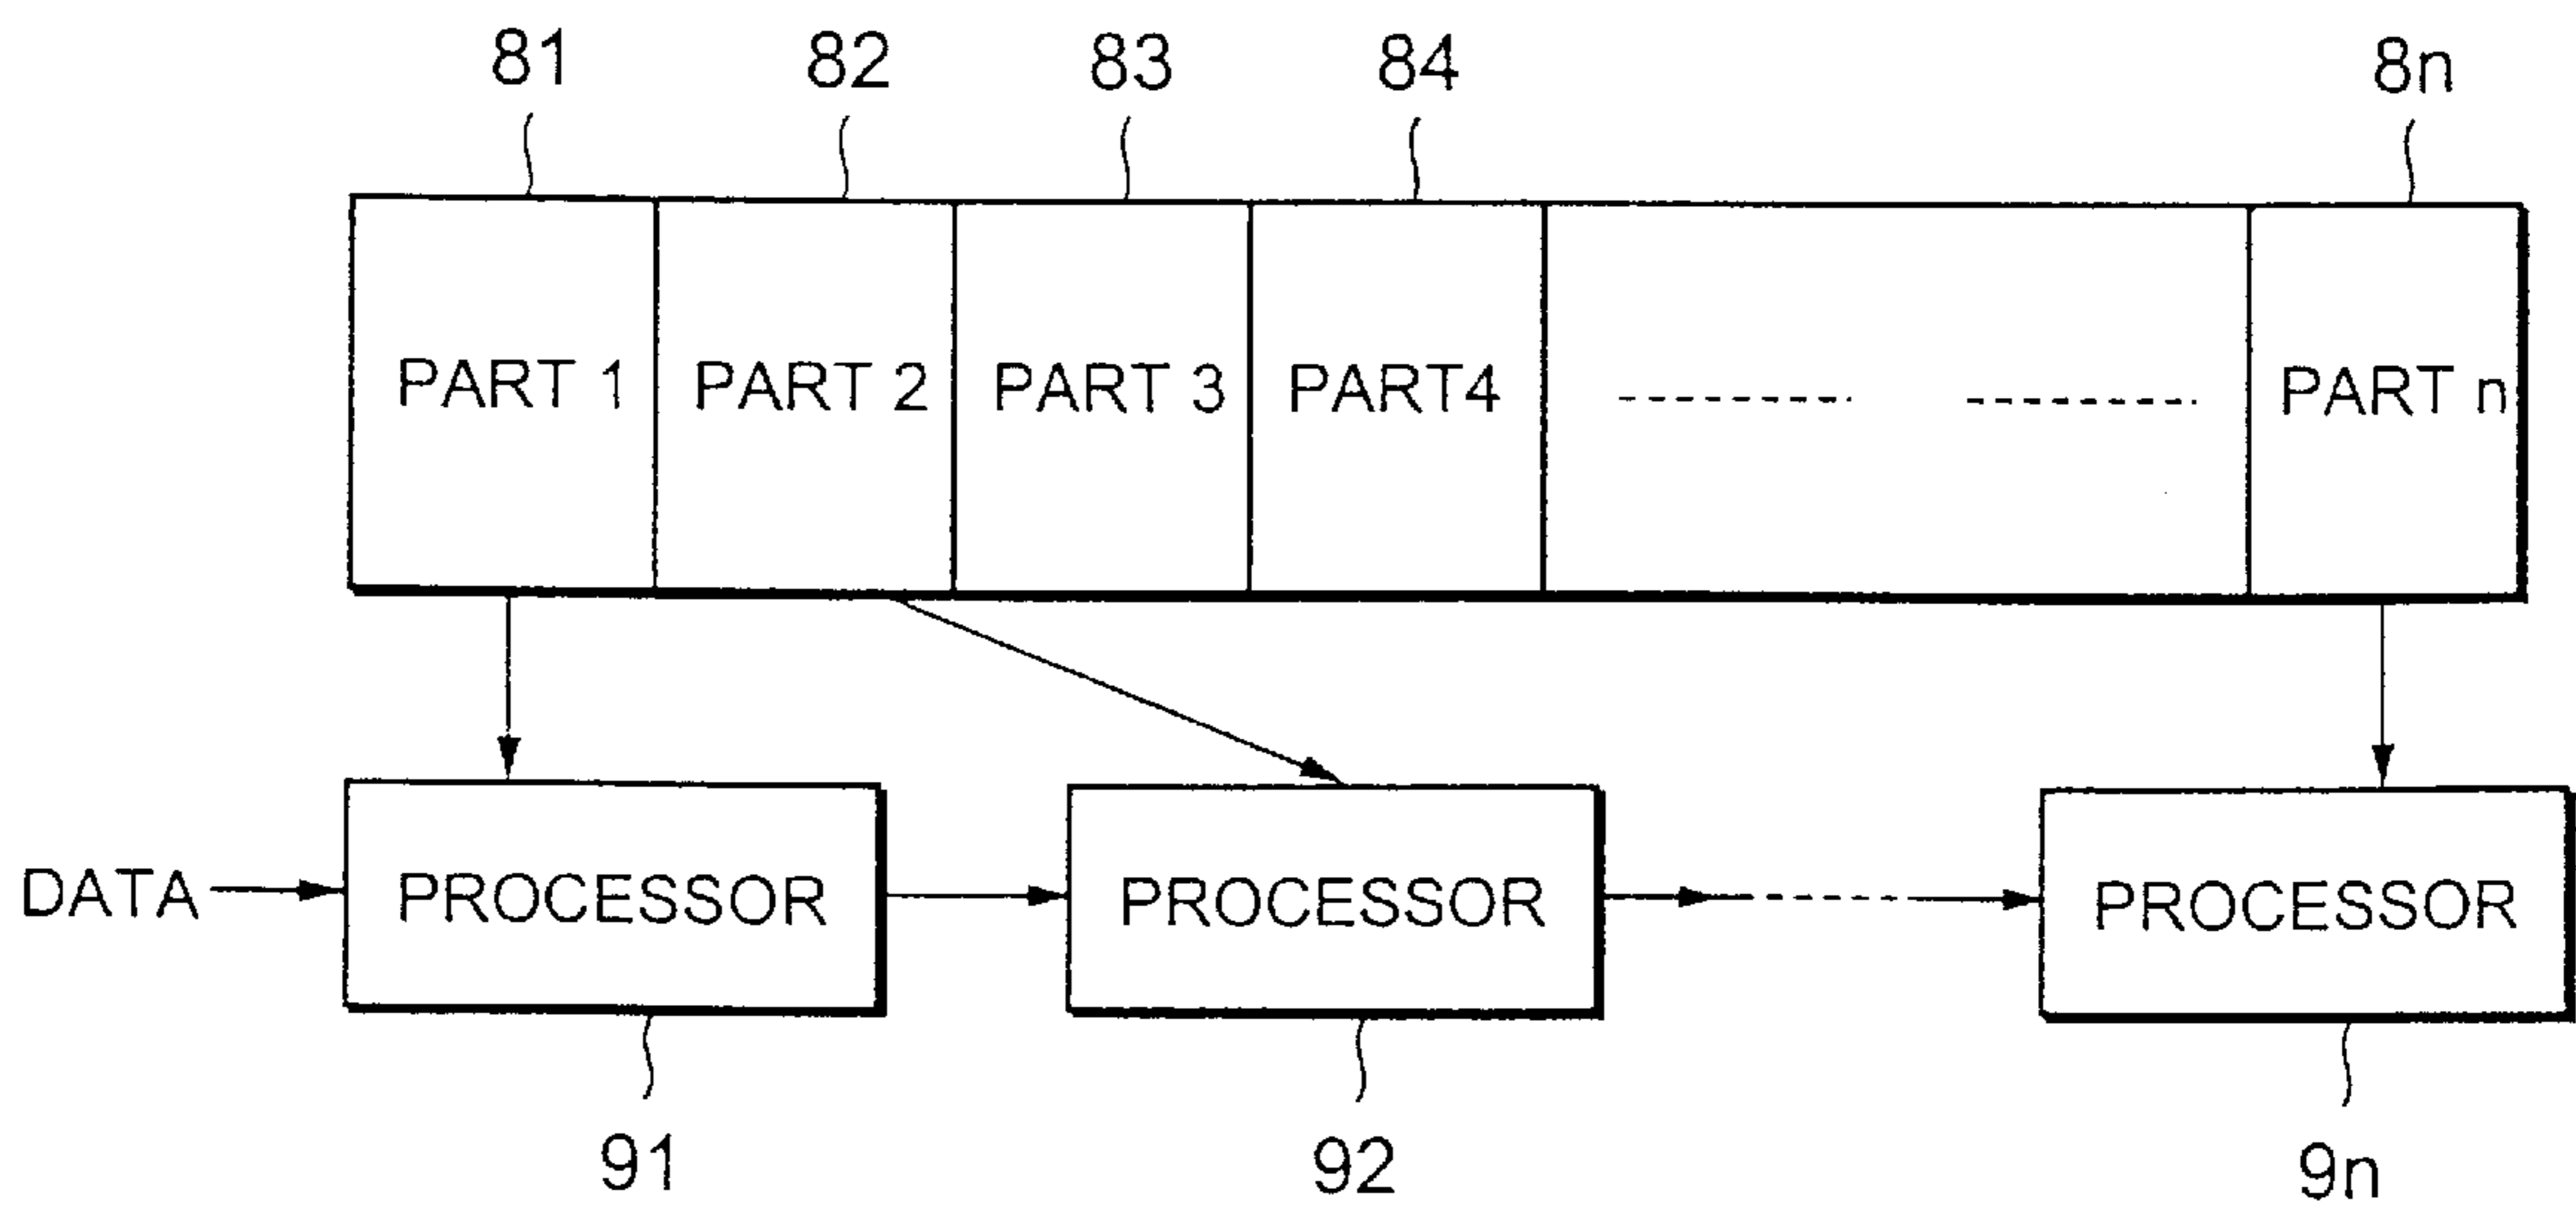 81 82 83 84 8n
PART 1 PART 2 PART 3 PART4 PART n
DATA PROCESSOR PROCESSOR PROCESSOR
91 92 9n